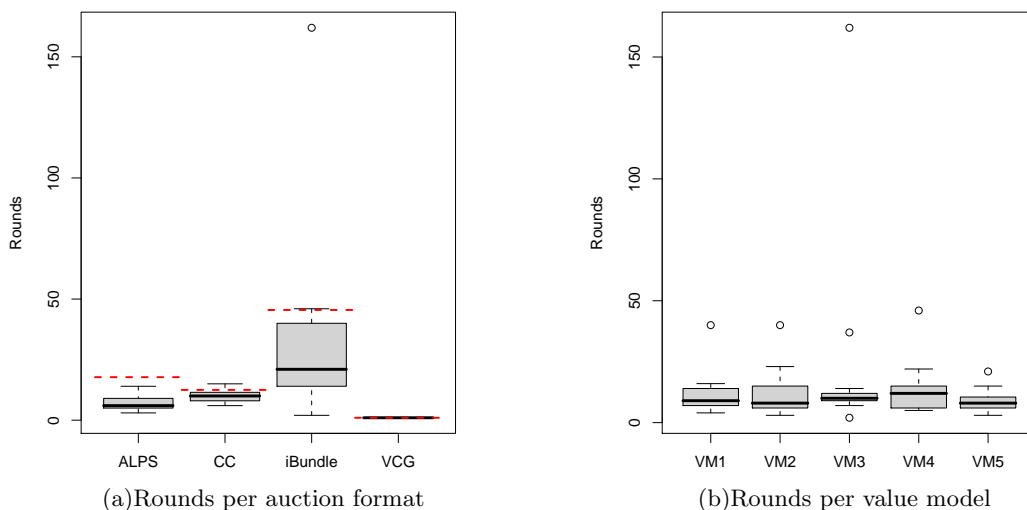 150
100
50
0
Rounds
ALPS CC iBundle VCG
(a)Rounds per auction format
150
100
50
0
Rounds
VM1 VM2 VM3 VM4 VM5
(b)Rounds per value model